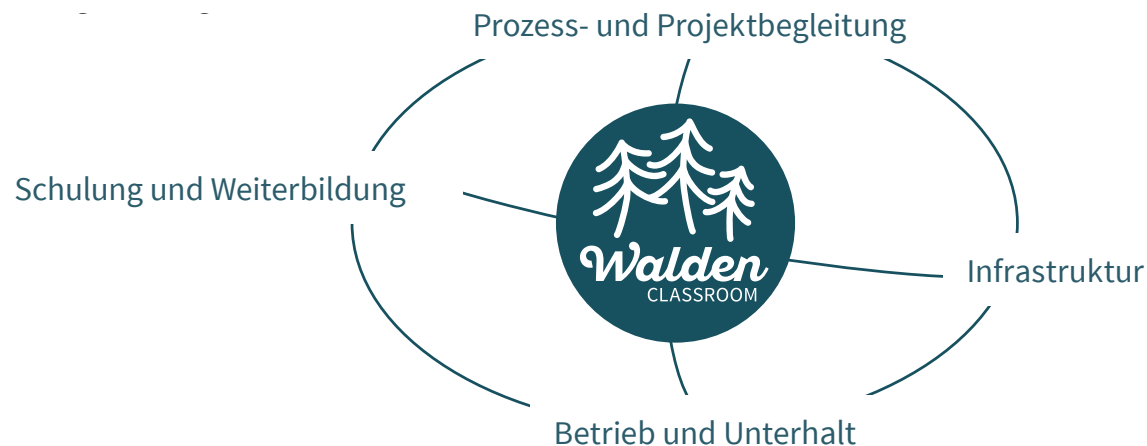 Prozess- und Projektbegleitung
Schulung und Weiterbildung
Walden
CLASSROOM
Infrastruktur
Betrieb und Unterhalt